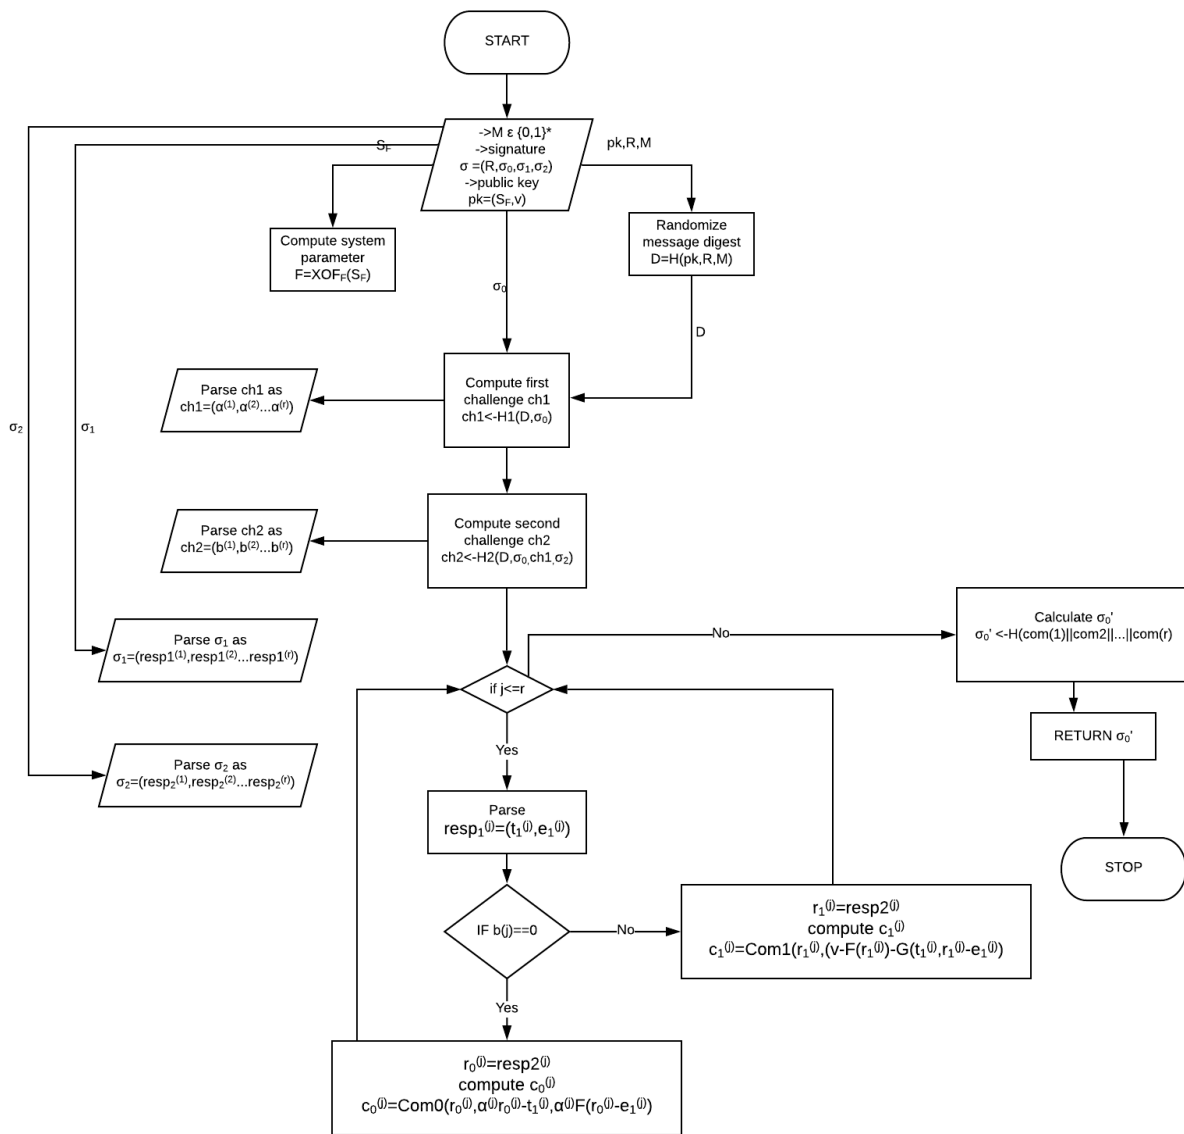 START
->M ε {0,1}*
->signature
σ =(R,σ₀,σ₁,σ₂)
->public key
pk=(S_F,v)
S_F
pk,R,M
Compute system
parameter
F=XOF_F(S_F)
Randomize
message digest
D=H(pk,R,M)
σ₀
D
Compute first
challenge ch1
ch1<-H1(D,σ₀)
Parse ch1 as
ch1=(α⁽¹⁾,α⁽²⁾...α⁽ʳ⁾)
σ₂
σ₁
Compute second
challenge ch2
ch2<-H2(D,σ₀,ch1,σ₂)
Parse ch2 as
ch2=(b⁽¹⁾,b⁽²⁾...b⁽ʳ⁾)
Parse σ₁ as
σ₁=(resp1⁽¹⁾,resp1⁽²⁾...resp1⁽ʳ⁾)
No
Calculate σ₀'
σ₀' <-H(com(1)||com2||...||com(r)
if j<=r
RETURN σ₀'
Yes
Parse σ₂ as
σ₂=(resp₂⁽¹⁾,resp₂⁽²⁾...resp₂⁽ʳ⁾)
Parse
resp₁⁽ʲ⁾=(t₁⁽ʲ⁾,e₁⁽ʲ⁾)
STOP
IF b(j)==0
No
r₁⁽ʲ⁾=resp2⁽ʲ⁾
compute c₁⁽ʲ⁾
c₁⁽ʲ⁾=Com1(r₁⁽ʲ⁾,(v-F(r₁⁽ʲ⁾)-G(t₁⁽ʲ⁾,r₁⁽ʲ⁾-e₁⁽ʲ⁾)
Yes
r₀⁽ʲ⁾=resp2⁽ʲ⁾
compute c₀⁽ʲ⁾
c₀⁽ʲ⁾=Com0(r₀⁽ʲ⁾,α⁽ʲ⁾r₀⁽ʲ⁾-t₁⁽ʲ⁾,α⁽ʲ⁾F(r₀⁽ʲ⁾-e₁⁽ʲ⁾)